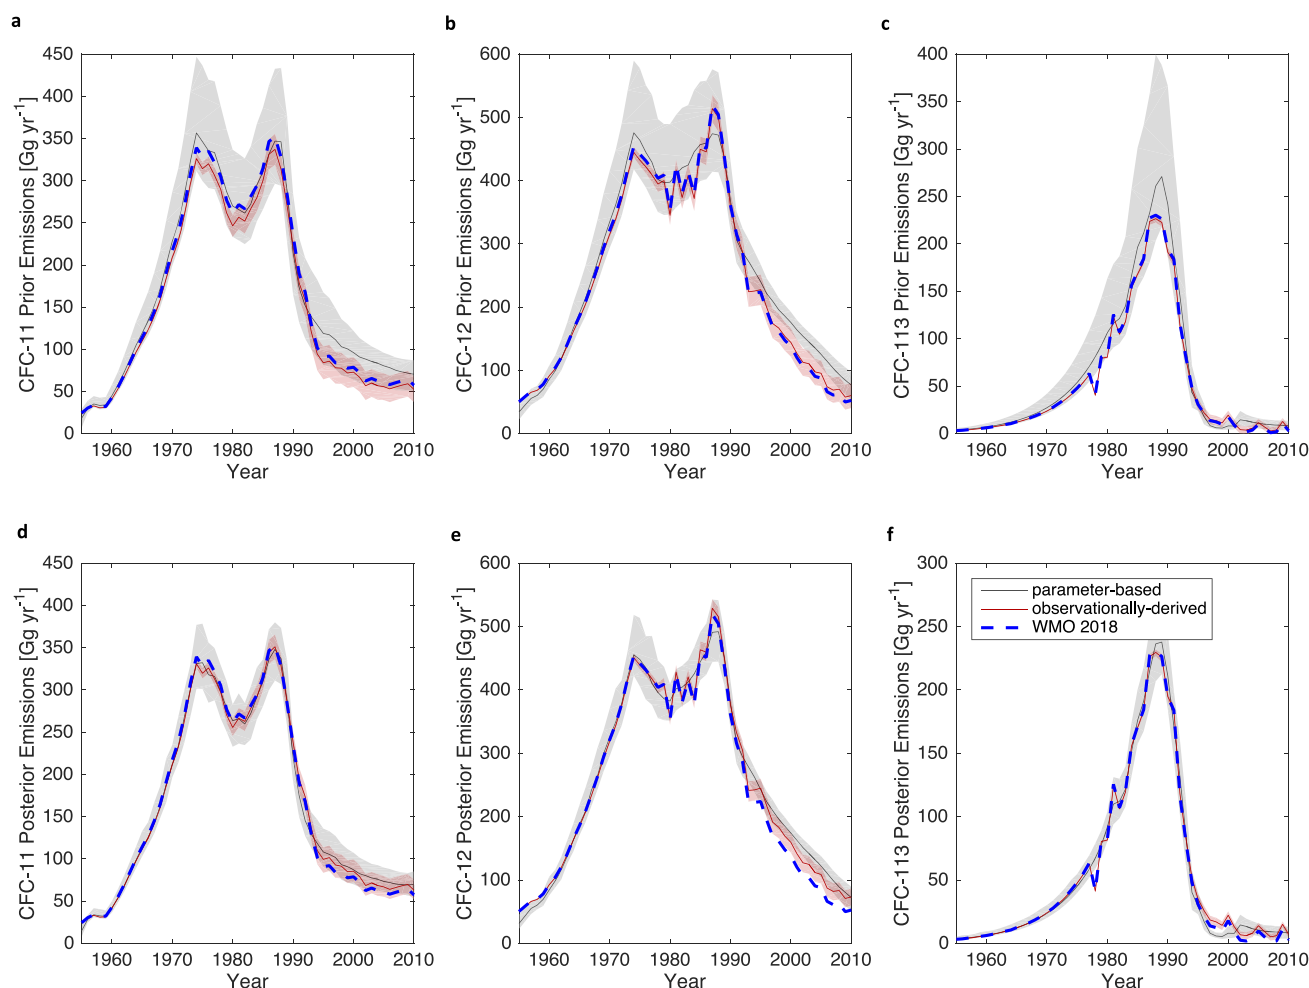 a
450
400
350
300
250
200
150
100
50
0
CFC-11 Prior Emissions [Gg yr-1]
1960 1970 1980 1990 2000 2010
Year
b
600
500
400
300
200
100
0
CFC-12 Prior Emissions [Gg yr-1]
1960 1970 1980 1990 2000 2010
Year
c
400
350
300
250
200
150
100
50
0
CFC-113 Prior Emissions [Gg yr-1]
1960 1970 1980 1990 2000 2010
Year
d
450
400
350
300
250
200
150
100
50
0
CFC-11 Posterior Emissions [Gg yr-1]
1960 1970 1980 1990 2000 2010
Year
e
600
500
400
300
200
100
0
CFC-12 Posterior Emissions [Gg yr-1]
1960 1970 1980 1990 2000 2010
Year
f
300
250
200
150
100
50
0
CFC-113 Posterior Emissions [Gg yr-1]
parameter-based
observationally-derived
WMO 2018
1960 1970 1980 1990 2000 2010
Year